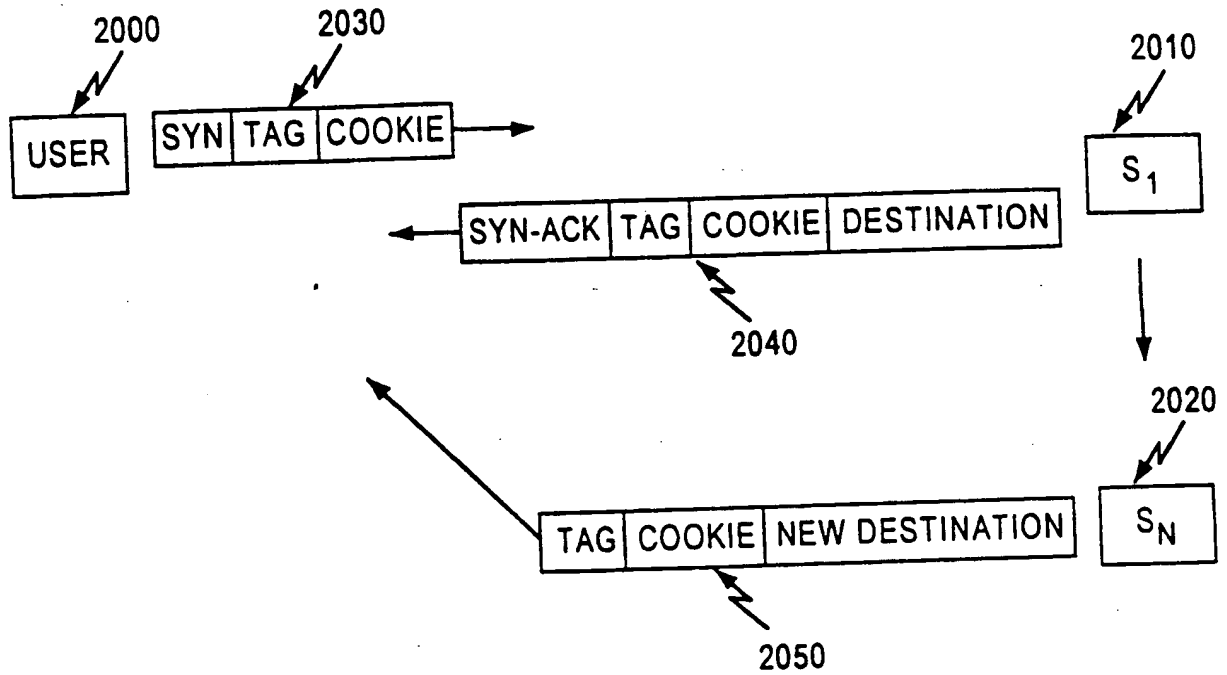 2000
2030
2010
USER
SYN TAG COOKIE
S1
SYN-ACK TAG COOKIE DESTINATION
2040
2020
TAG COOKIE NEW DESTINATION
SN
2050